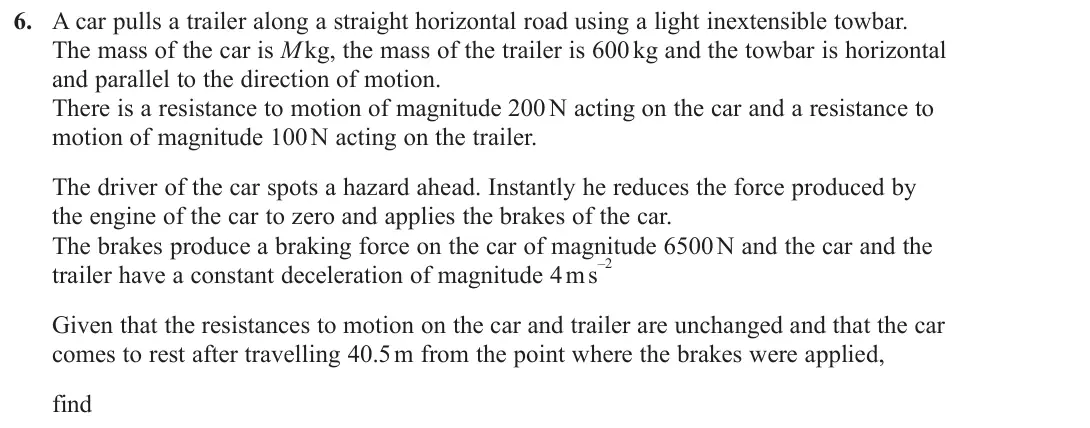 6. A car pulls a trailer along a straight horizontal road using a light inextensible towbar.
The mass of the car is M kg, the mass of the trailer is 600 kg and the towbar is horizontal
and parallel to the direction of motion.
There is a resistance to motion of magnitude 200 N acting on the car and a resistance to
motion of magnitude 100 N acting on the trailer.
The driver of the car spots a hazard ahead. Instantly he reduces the force produced by
the engine of the car to zero and applies the brakes of the car.
The brakes produce a braking force on the car of magnitude 6500 N and the car and the
trailer have a constant deceleration of magnitude 4 m s⁻²
Given that the resistances to motion on the car and trailer are unchanged and that the car
comes to rest after travelling 40.5 m from the point where the brakes were applied,
find